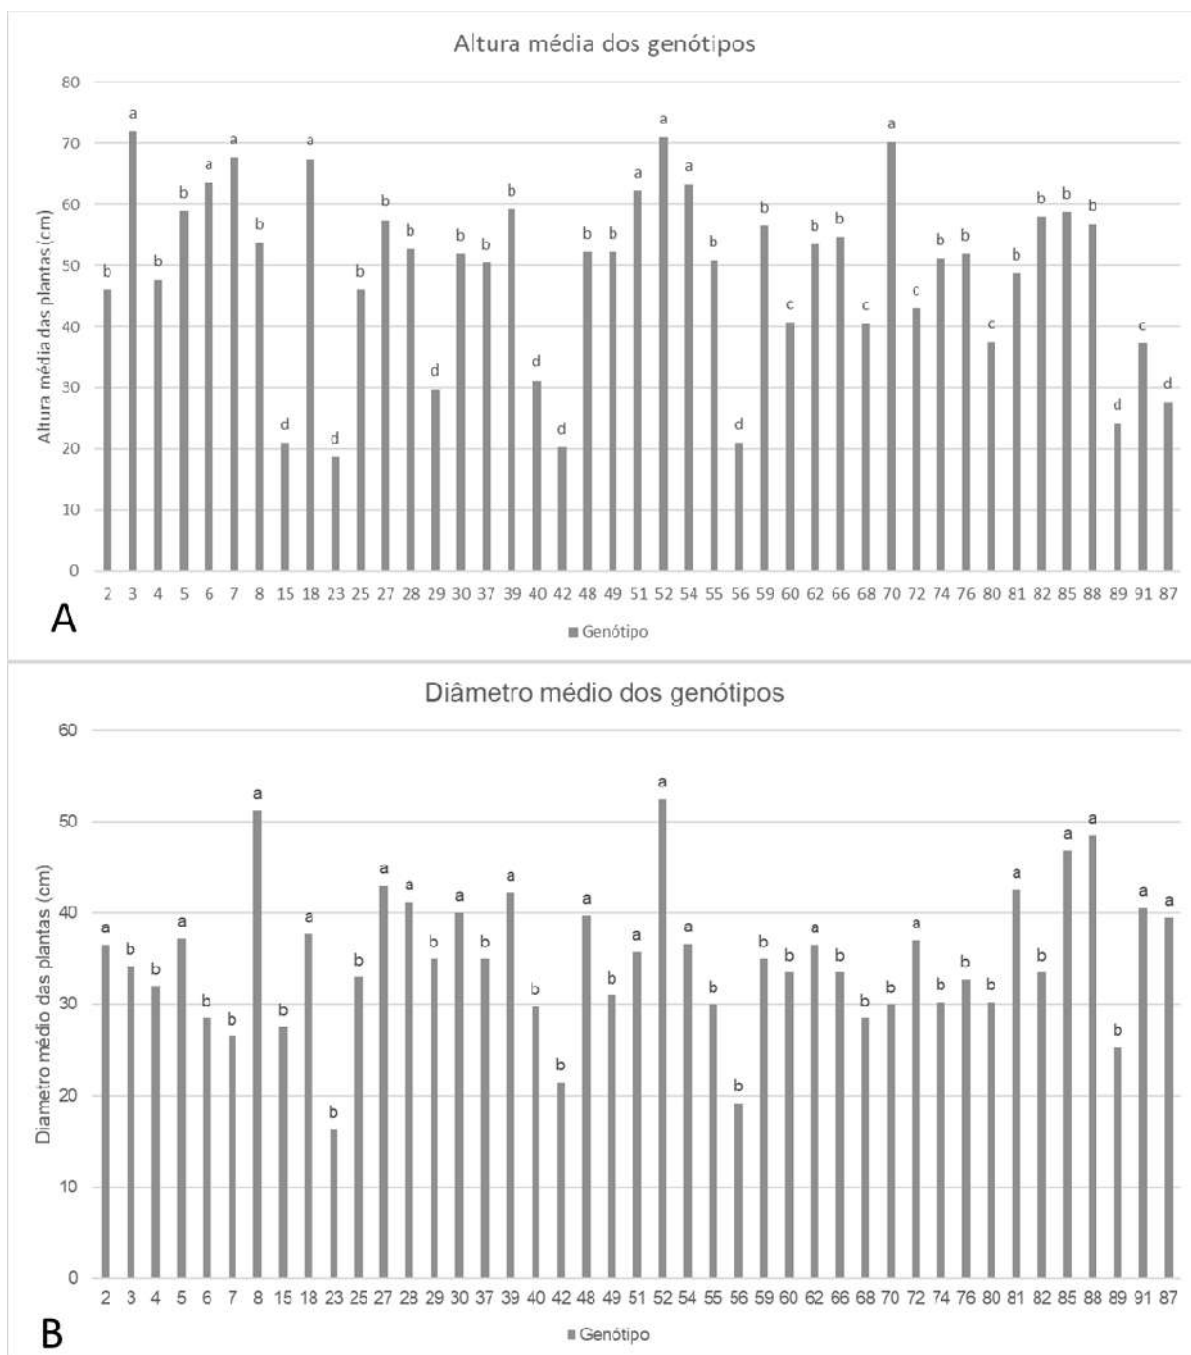 Altura média dos genótipos
80
70
60
50
40
30
20
10
0
Altura média das plantas (cm)
b a b b a a b d a d b b b d b b b d d b b a a a b d b c b b c a c b b c b b b b d c d
2 3 4 5 6 7 8 15 18 23 25 27 28 29 30 37 39 40 42 48 49 51 52 54 55 56 59 60 62 66 68 70 72 74 76 80 81 82 85 88 89 91 87
Genótipo
A
Diâmetro médio dos genótipos
60
50
40
30
20
10
0
Diametro médio das plantas (cm)
a b b a b b a b a b b a a b a b a b b a b a a a b b b b a b b b a b b b a b a a b a a
2 3 4 5 6 7 8 15 18 23 25 27 28 29 30 37 39 40 42 48 49 51 52 54 55 56 59 60 62 66 68 70 72 74 76 80 81 82 85 88 89 91 87
Genótipo
B